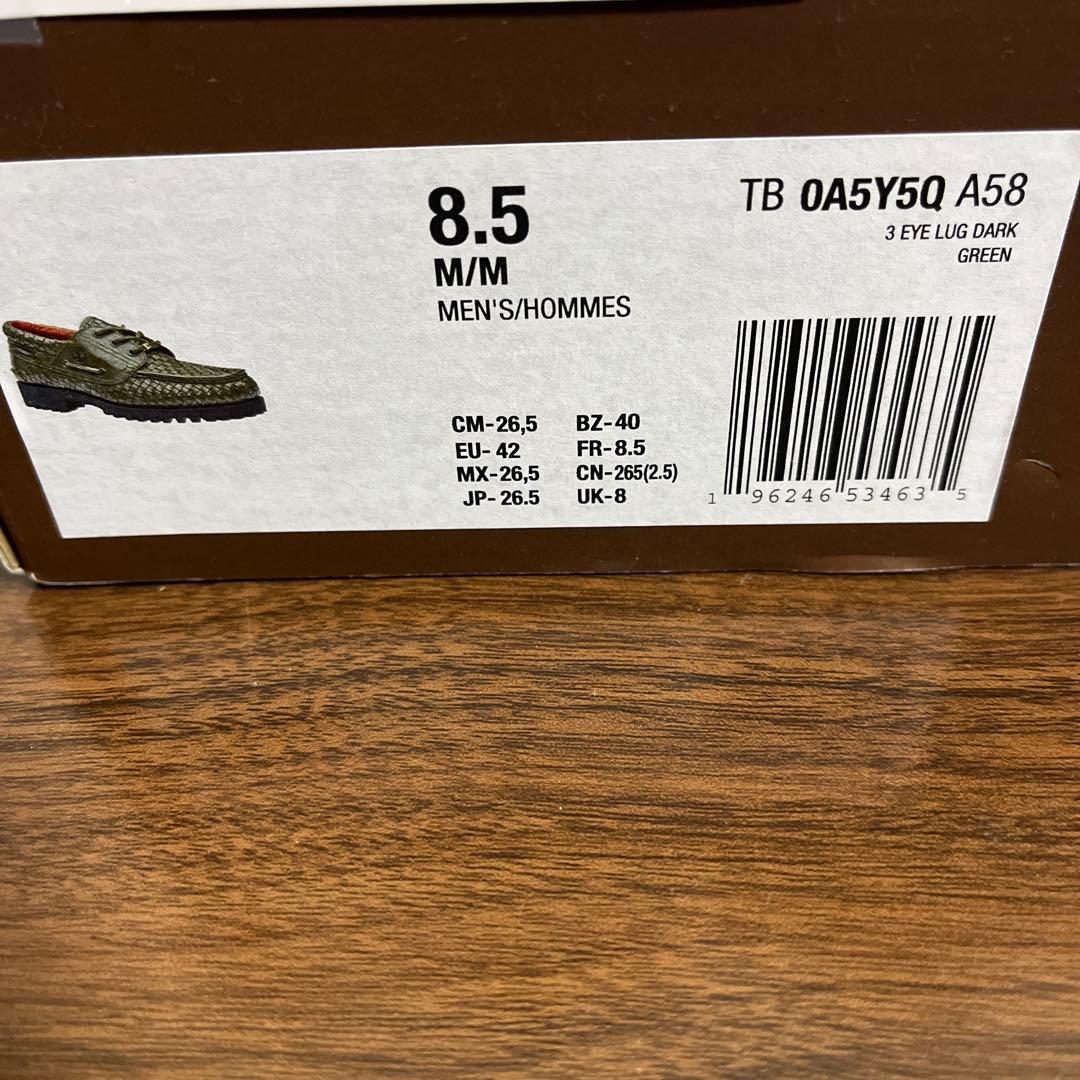 8.5
M/M
MEN'S/HOMMES
TB 0A5Y5Q A58
3 EYE LUG DARK
GREEN
CM-26,5 BZ-40
EU-42 FR-8.5
MX-26,5 CN-265(2.5)
JP-26.5 UK-8
1 96246 53463 5